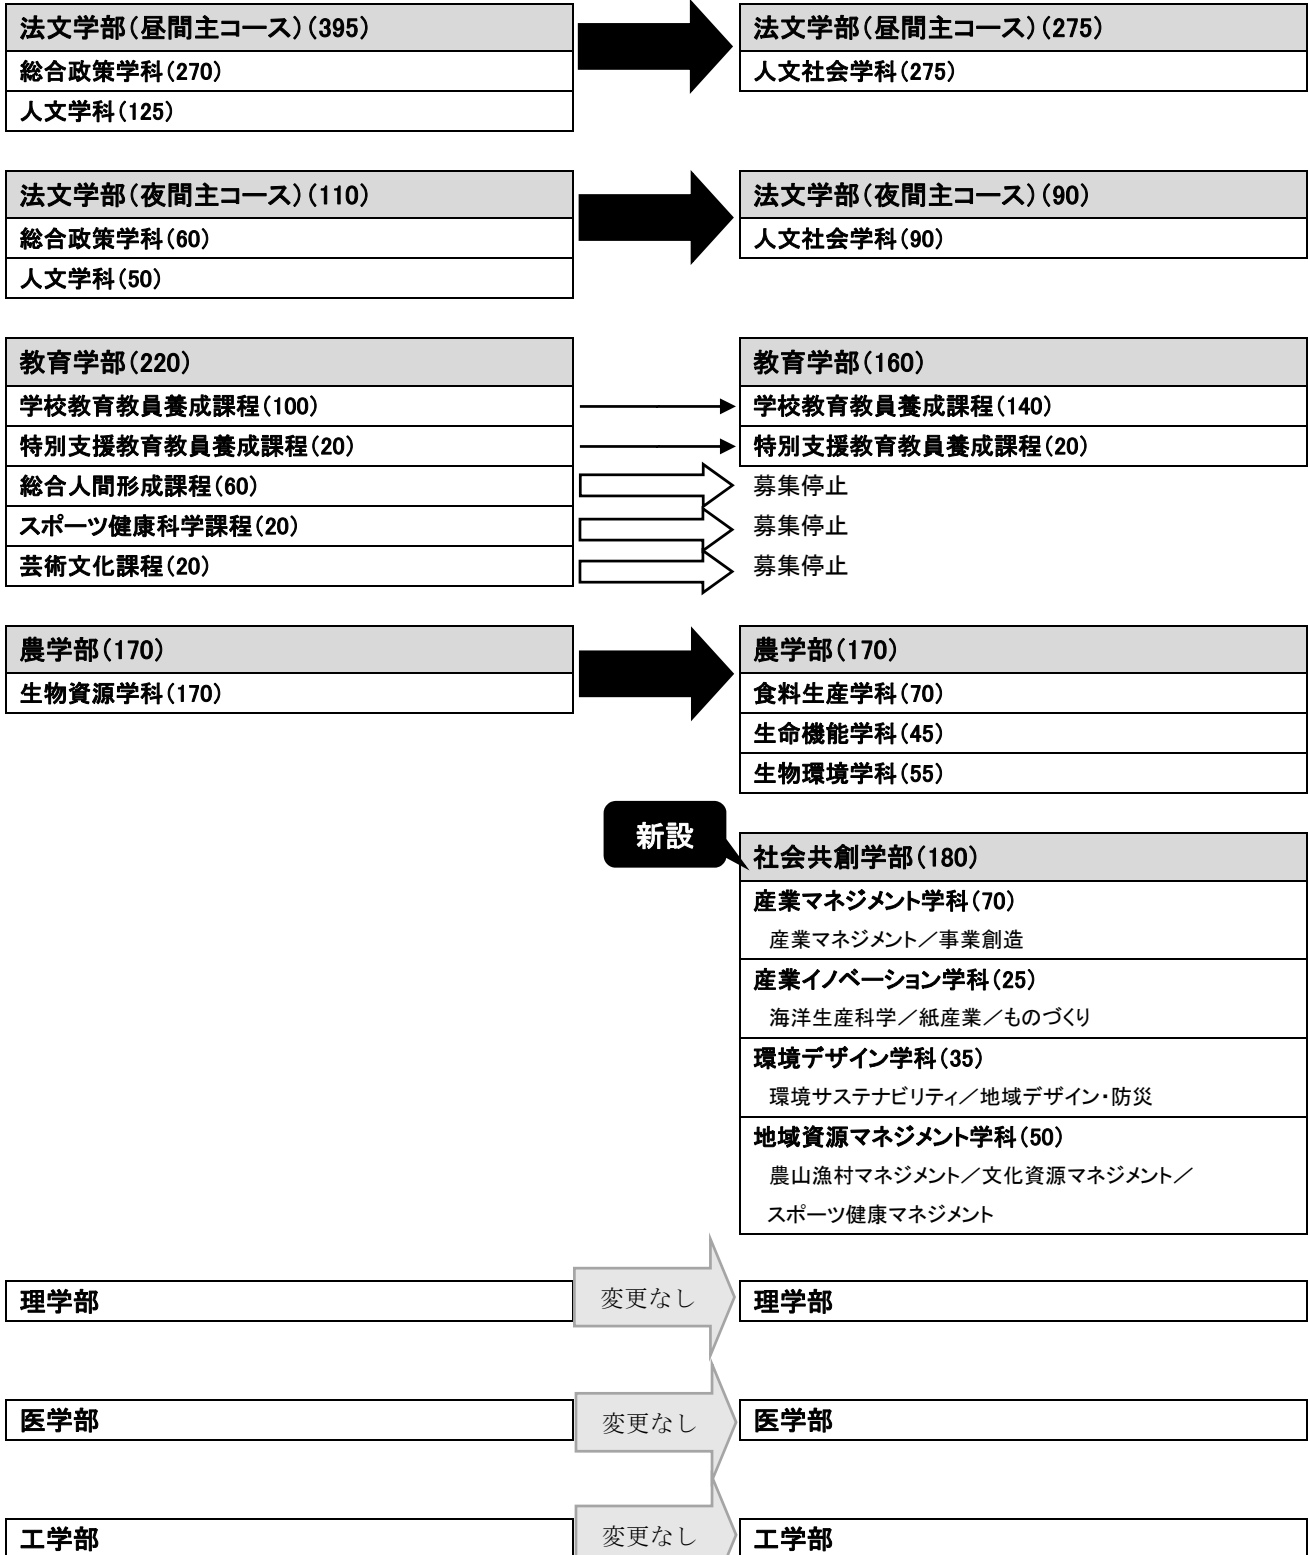 法文学部（昼間主コース）（395）
総合政策学科（270）
人文学科（125）
法文学部（昼間主コース）（275）
人文社会学科（275）
法文学部（夜間主コース）（110）
総合政策学科（60）
人文学科（50）
法文学部（夜間主コース）（90）
人文社会学科（90）
教育学部（220）
学校教育教員養成課程（100）
特別支援教育教員養成課程（20）
総合人間形成課程（60）
スポーツ健康科学課程（20）
芸術文化課程（20）
教育学部（160）
学校教育教員養成課程（140）
特別支援教育教員養成課程（20）
募集停止
募集停止
募集停止
農学部（170）
生物資源学科（170）
農学部（170）
食料生産学科（70）
生命機能学科（45）
生物環境学科（55）
新設
社会共創学部（180）
産業マネジメント学科（70）
産業マネジメント／事業創造
産業イノベーション学科（25）
海洋生産科学／紙産業／ものづくり
環境デザイン学科（35）
環境サステナビリティ／地域デザイン・防災
地域資源マネジメント学科（50）
農山漁村マネジメント／文化資源マネジメント／
スポーツ健康マネジメント
理学部
変更なし
理学部
医学部
変更なし
医学部
工学部
変更なし
工学部